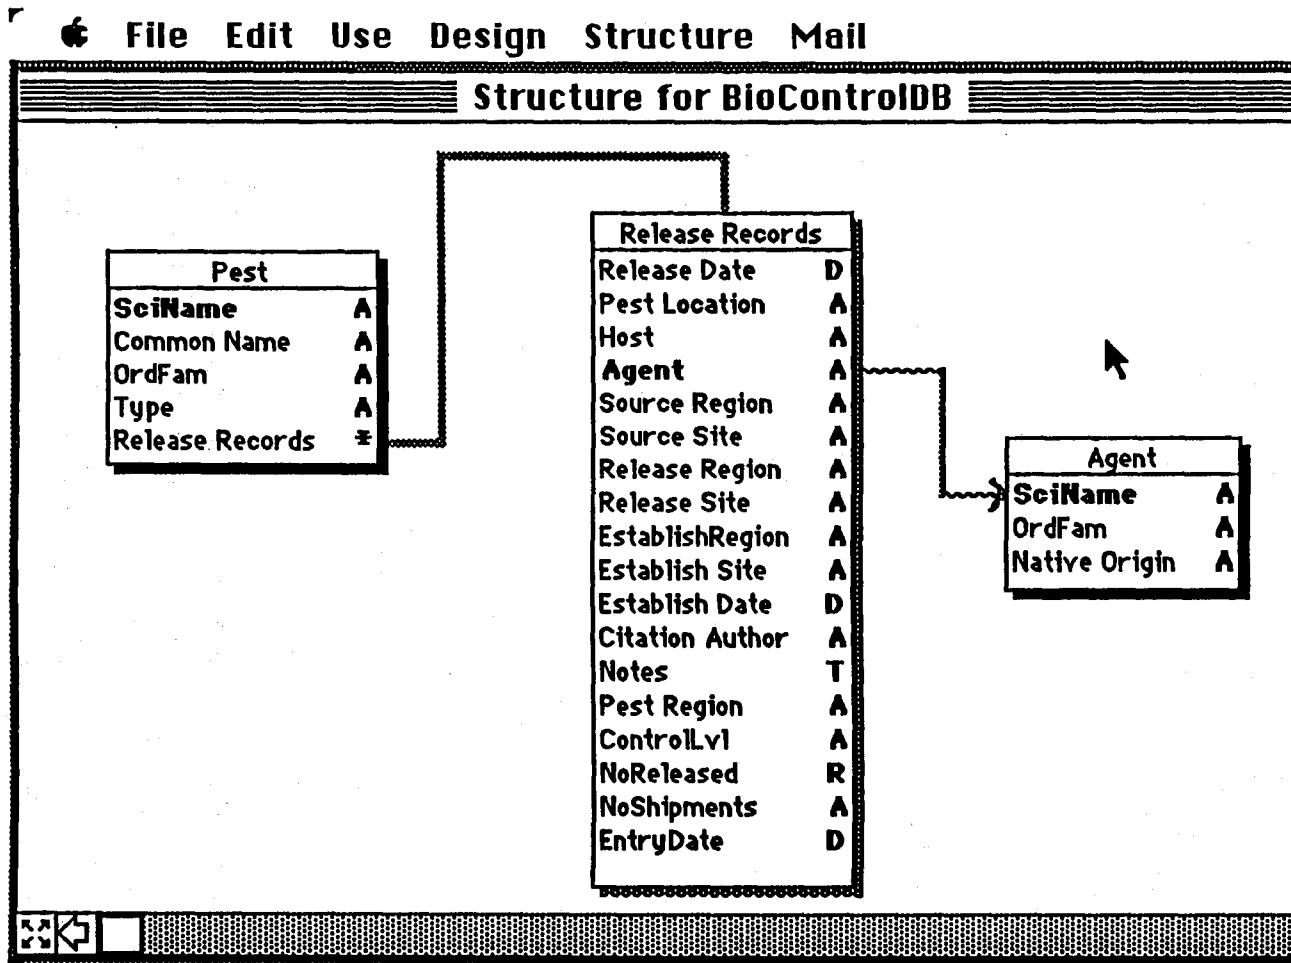 File Edit Use Design Structure Mail
Structure for BioControlDB
Pest
SciName A
Common Name A
OrdFam A
Type A
Release Records *
Release Records
Release Date D
Pest Location A
Host A
Agent A
Source Region A
Source Site A
Release Region A
Release Site A
EstablishRegion A
Establish Site A
Establish Date D
Citation Author A
Notes T
Pest Region A
ControlLvl A
NoReleased R
NoShipments A
EntryDate D
Agent
SciName A
OrdFam A
Native Origin A